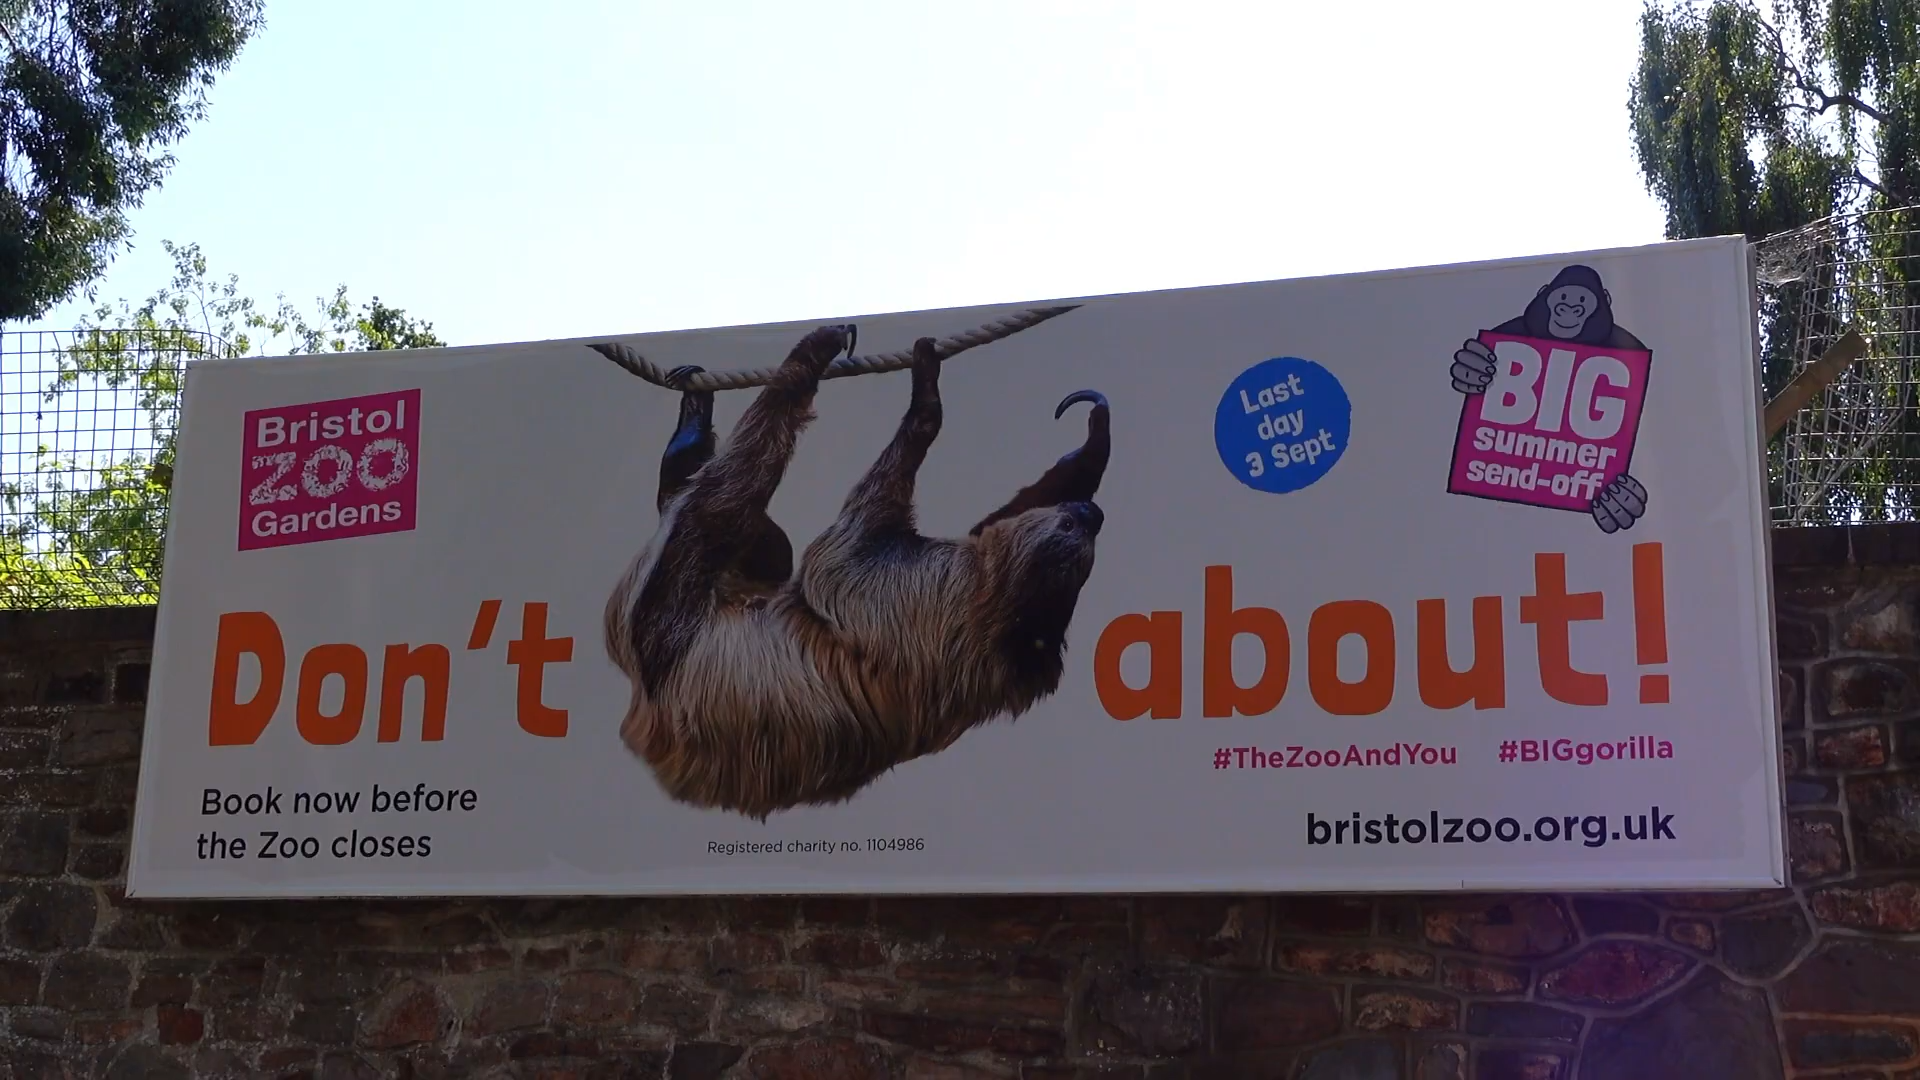 Bristol
ZOO
Gardens
Last
day
3 Sept
BIG
summer
send-off
Don't about!
#TheZooAndYou #BIGgorilla
Book now before
the Zoo closes
Registered charity no. 1104986
bristolzoo.org.uk